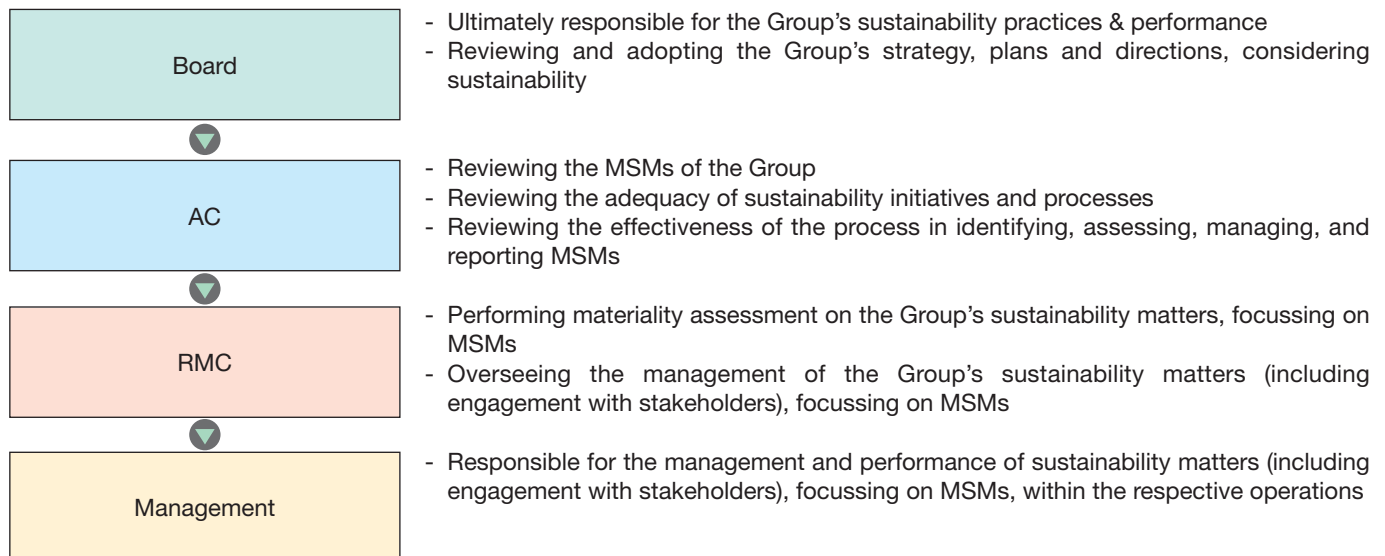 Board
- Ultimately responsible for the Group’s sustainability practices & performance
- Reviewing and adopting the Group’s strategy, plans and directions, considering
sustainability
AC
- Reviewing the MSMs of the Group
- Reviewing the adequacy of sustainability initiatives and processes
- Reviewing the effectiveness of the process in identifying, assessing, managing, and
reporting MSMs
RMC
- Performing materiality assessment on the Group’s sustainability matters, focussing on
MSMs
- Overseeing the management of the Group’s sustainability matters (including
engagement with stakeholders), focussing on MSMs
Management
- Responsible for the management and performance of sustainability matters (including
engagement with stakeholders), focussing on MSMs, within the respective operations